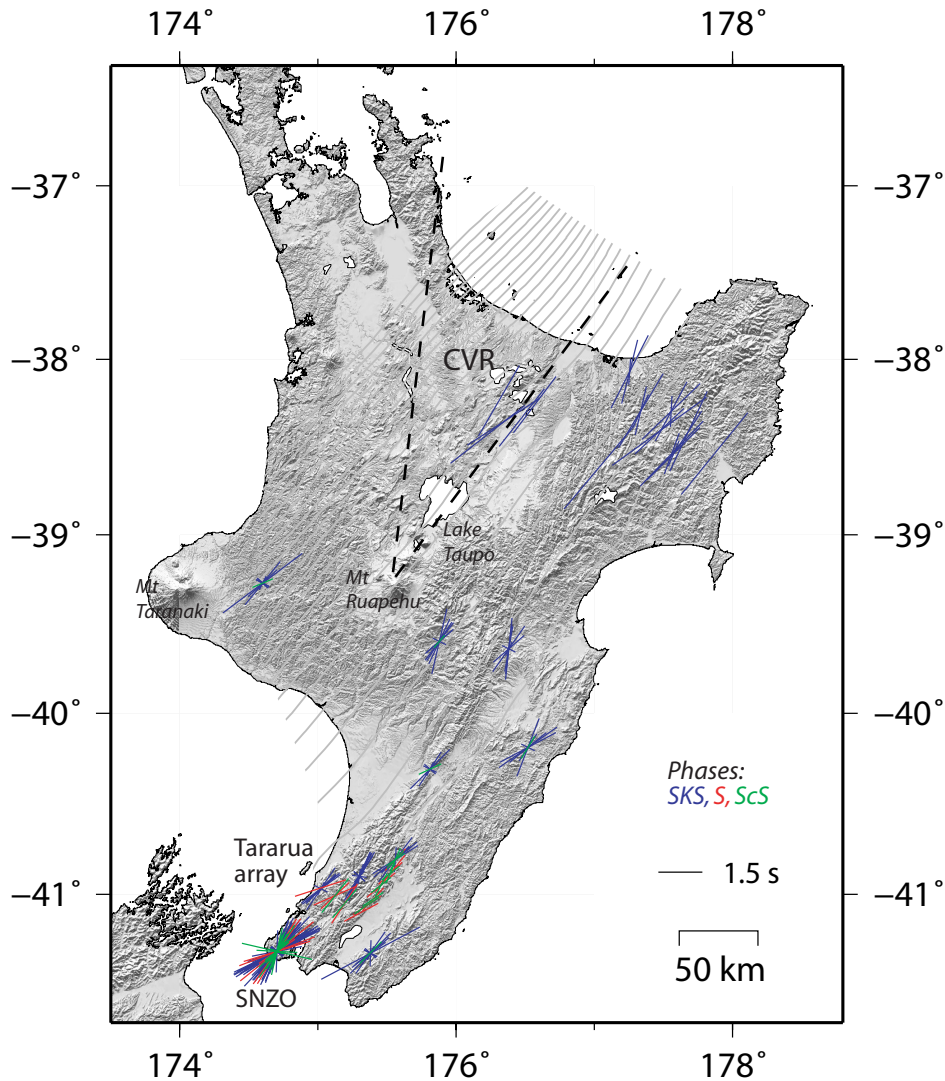 174° 176° 178°
−37° −37°
−38° −38°
CVR
−39° −39°
Lake
Taupo
Mt
Ruapehu
Mt
Taranaki
−40° −40°
Phases:
SKS, S, ScS
Tararua
array
1.5 s
−41° −41°
50 km
SNZO
174° 176° 178°